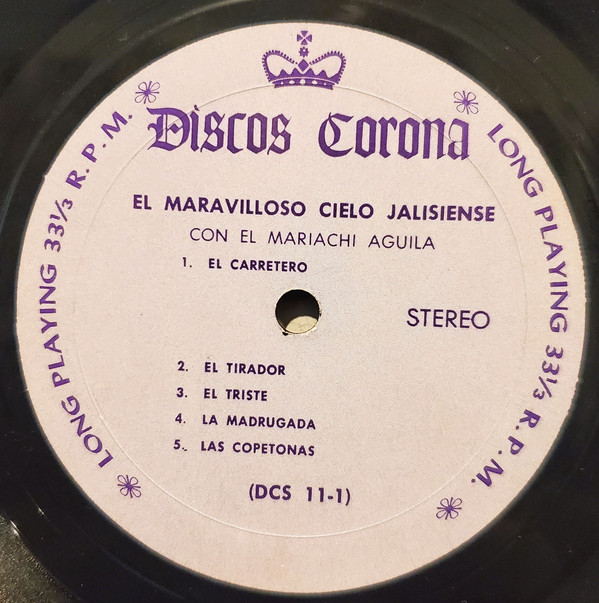 Discos Corona
LONG PLAYING 33⅓ R.P.M.
LONG PLAYING 33⅓ R.P.M.
EL MARAVILLOSO CIELO JALISIENSE
CON EL MARIACHI AGUILA
1. EL CARRETERO
STEREO
2. EL TIRADOR
3. EL TRISTE
4. LA MADRUGADA
5. LAS COPETONAS
(DCS 11-1)